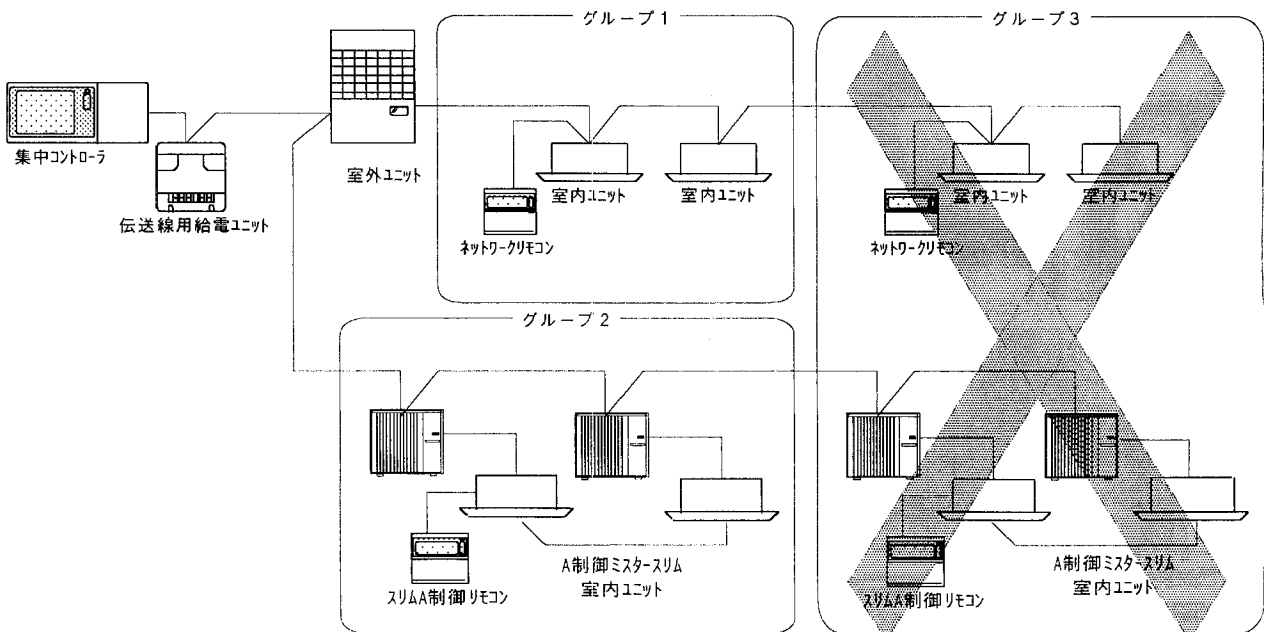 グループ1
グループ3
集中コントローラ
伝送線用給電ユニット
室外ユニット
室内ユニット
室内ユニット
ネットワークリモコン
室内ユニット
室内ユニット
ネットワークリモコン
グループ2
A制御ミスタースリム
室内ユニット
スリムA制御リモコン
A制御ミスタースリム
室内ユニット
スリムA制御リモコン